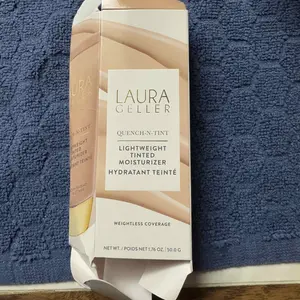 LAURA
GELLER
QUENCH-N-TINT
LIGHTWEIGHT
TINTED
MOISTURIZER
HYDRATANT TEINTÉ
WEIGHTLESS COVERAGE
NET WT. / POIDS NET 1.76 OZ. / 50.0 G